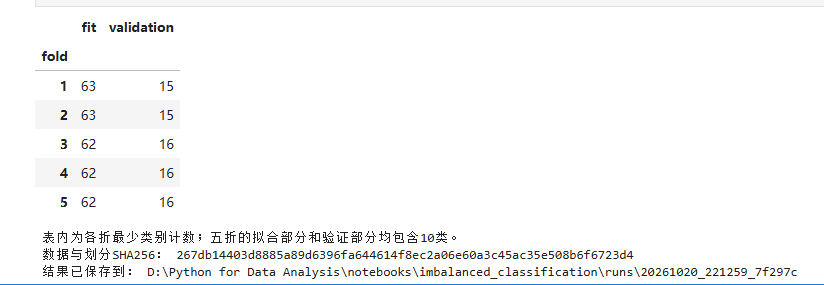 fit validation
fold
1 63 15
2 63 15
3 62 16
4 62 16
5 62 16
表内为各折最少类别计数；五折的拟合部分和验证部分均包含10类。
数据与划分SHA256： 267db14403d8885a89d6396fa644614f8ec2a06e60a3c45ac35e508b6f6723d4
结果已保存到： D:\Python for Data Analysis\notebooks\imbalanced_classification\runs\20261020_221259_7f297c